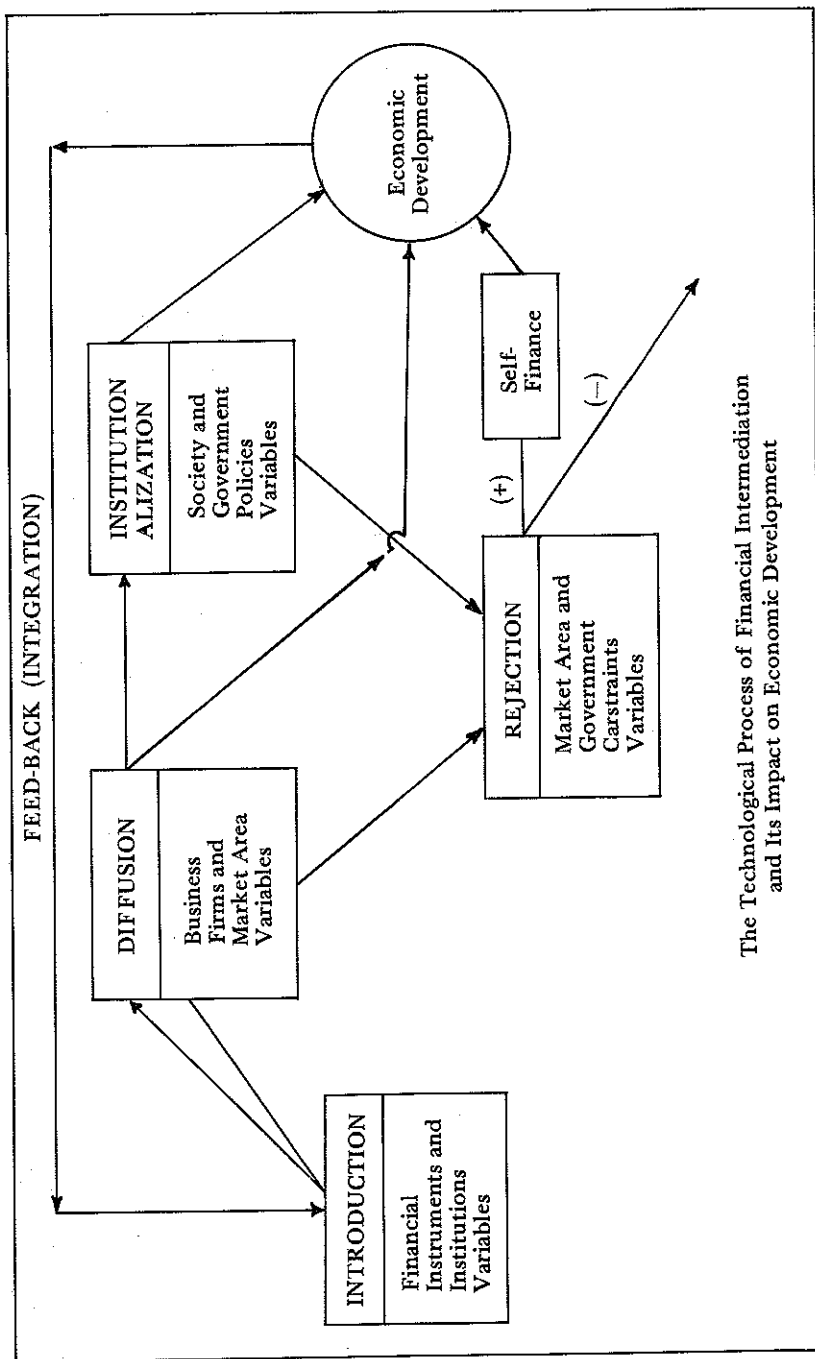 FEED-BACK (INTEGRATION)
INTRODUCTION
Financial
Instruments and
Institutions
Variables
DIFFUSION
Business
Firms and
Market Area
Variables
INSTITUTION
ALIZATION
Society and
Government
Policies
Variables
REJECTION
Market Area and
Government
Carstraints
Variables
(+)
(—)
Self-
Finance
Economic
Development
The Technological Process of Financial Intermediation
and Its Impact on Economic Development